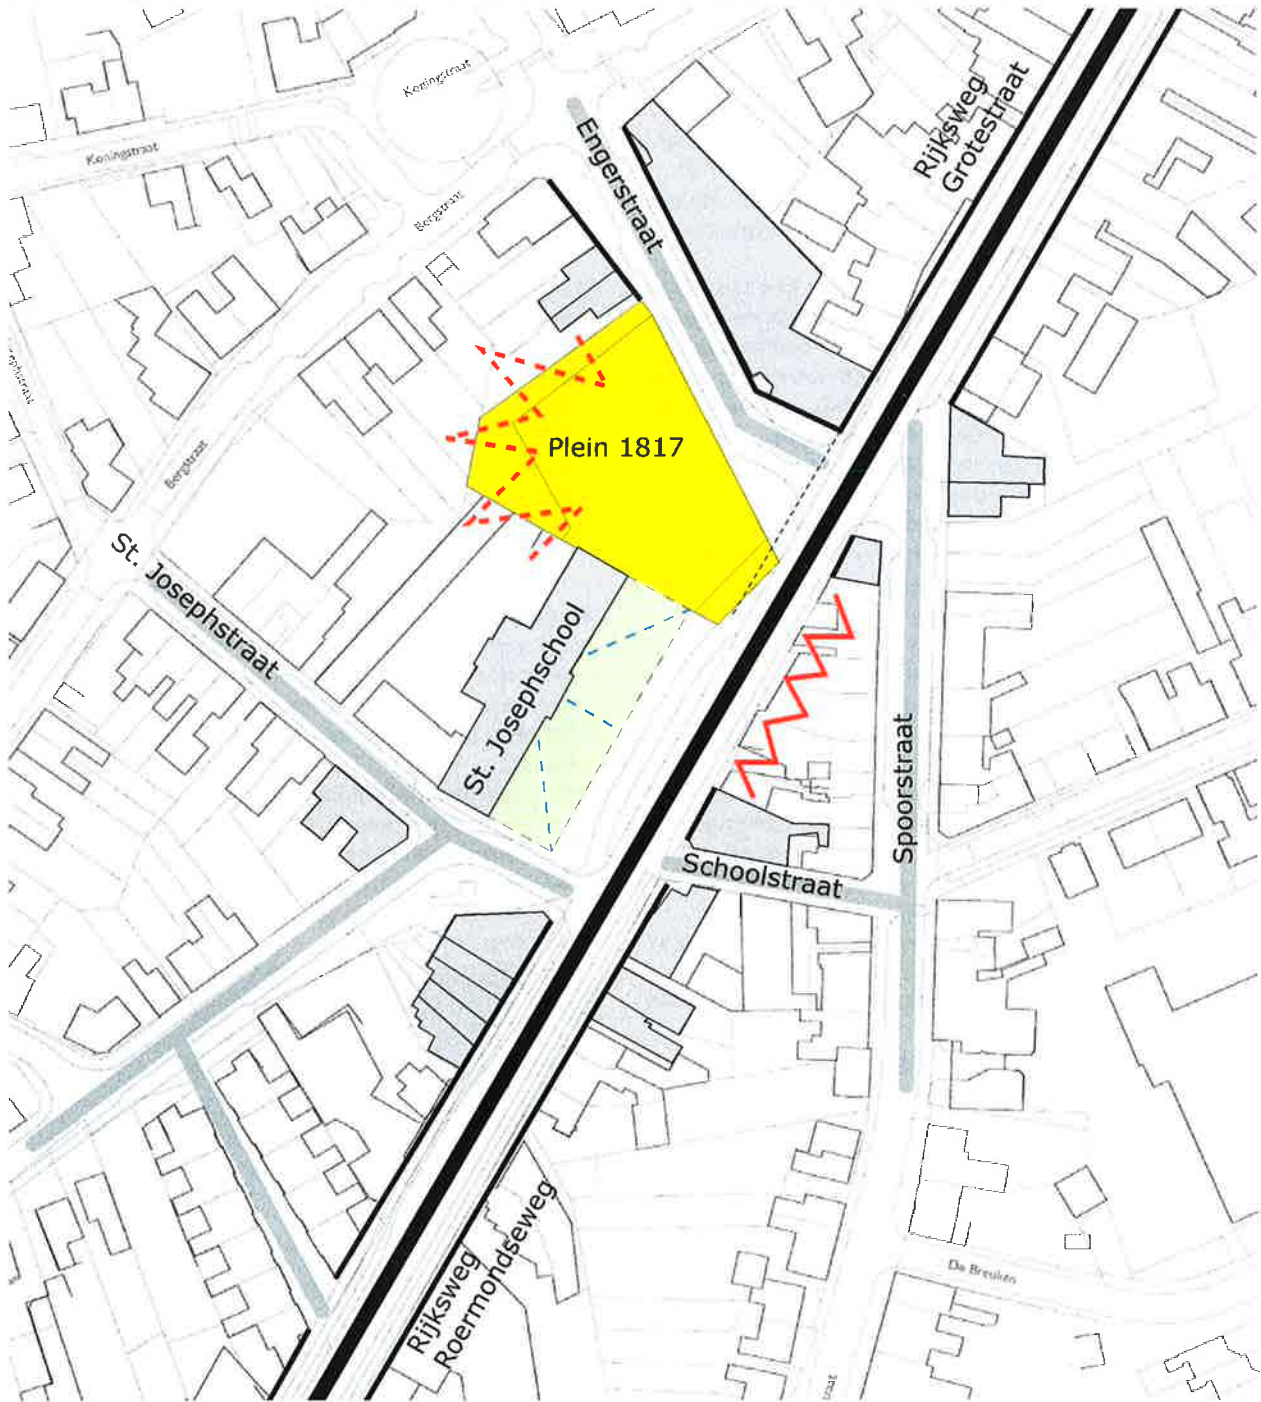 Koningstraat
Koningstraat
Engerstraat
Rijksweg
Grotestraat
Bergstraat
Plein 1817
Bergstraat
St. Josephstraat
St. Josephschool
Spoorstraat
Schoolstraat
De Breuken
Rijksweg
Roermondseweg